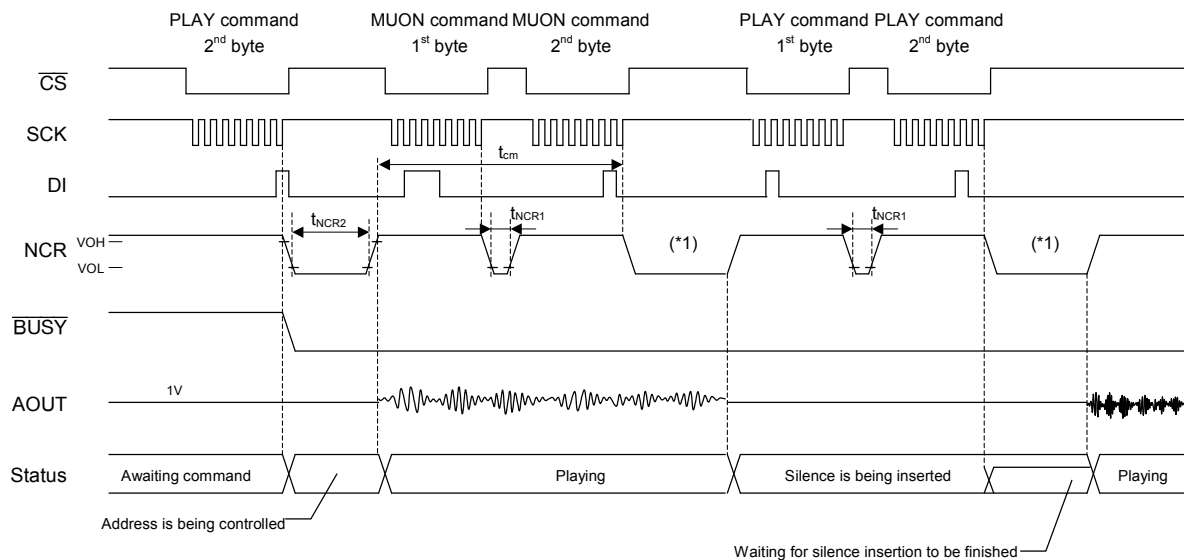 PLAY command MUON command MUON command PLAY command PLAY command
2nd byte 1st byte 2nd byte 1st byte 2nd byte
CS
SCK
tcm
DI
tNCR2 tNCR1 tNCR1
VOH
NCR (*1) (*1)
VOL
BUSY
1V
AOUT
Status Awaiting command Playing Silence is being inserted Playing
Address is being controlled
Waiting for silence insertion to be finished